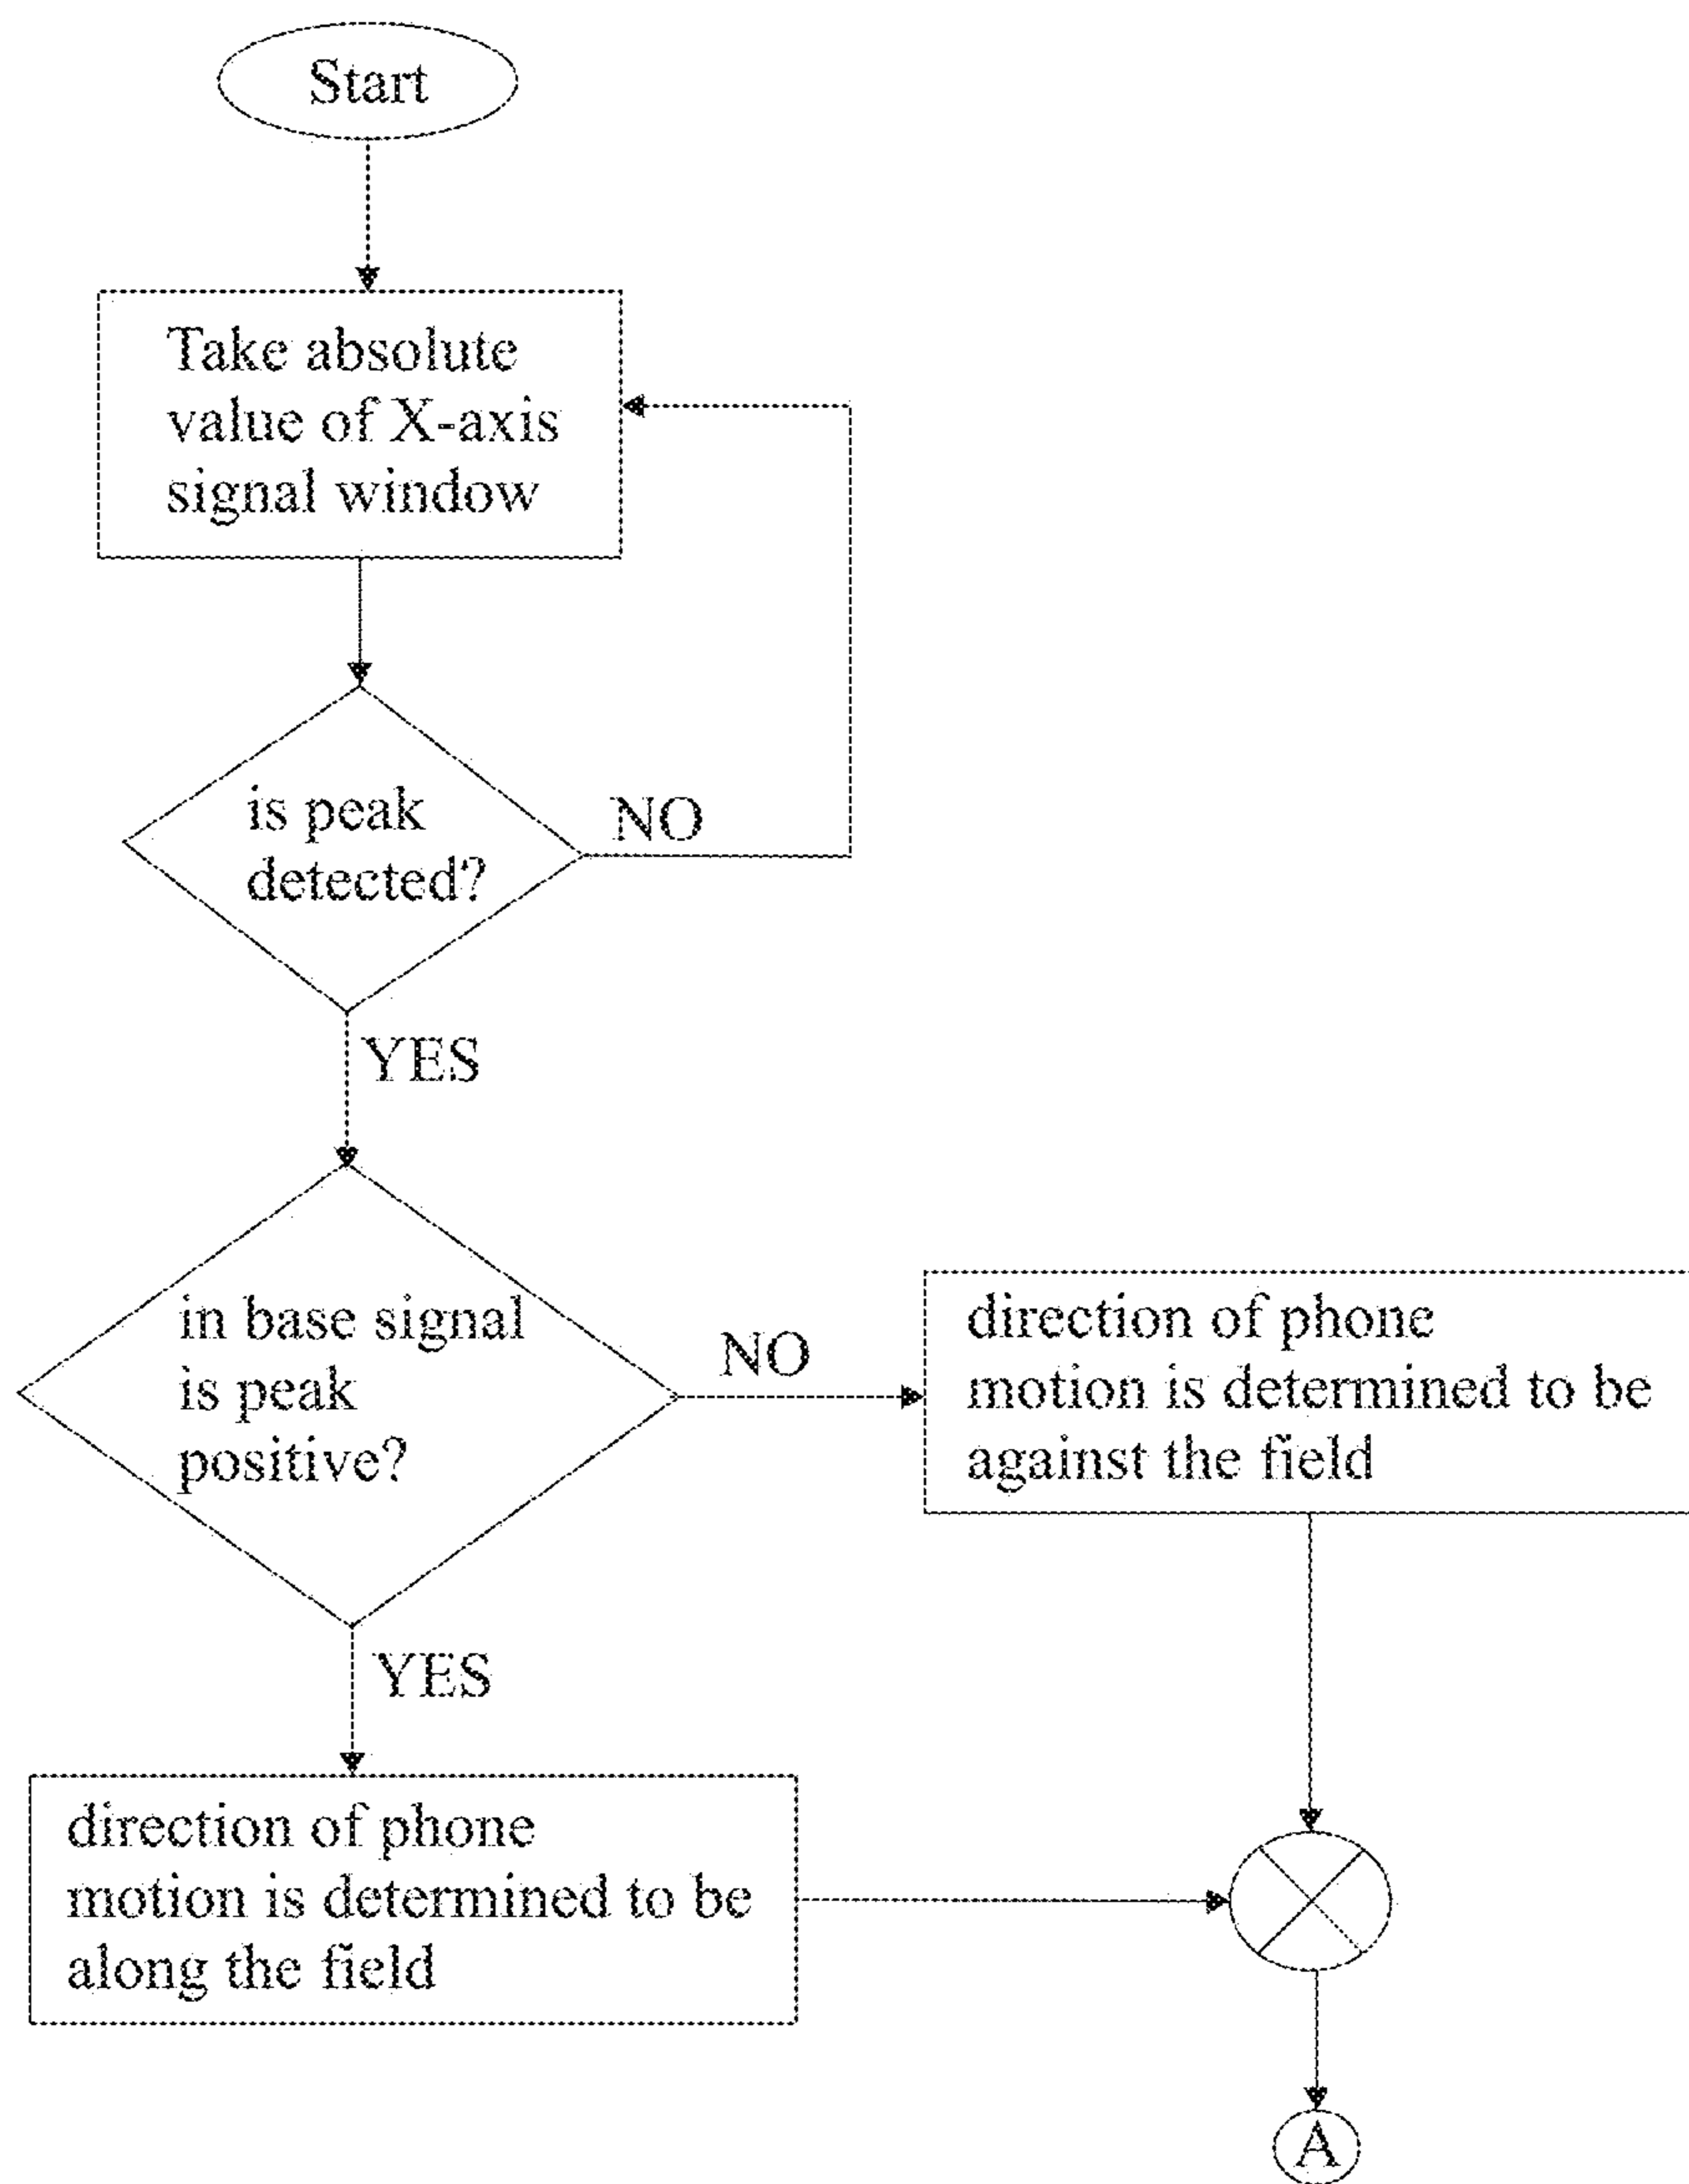 Start
Take absolute
value of X-axis
signal window
is peak
detected?
NO
YES
in base signal
is peak
positive?
NO
direction of phone
motion is determined to be
against the field
YES
direction of phone
motion is determined to be
along the field
A